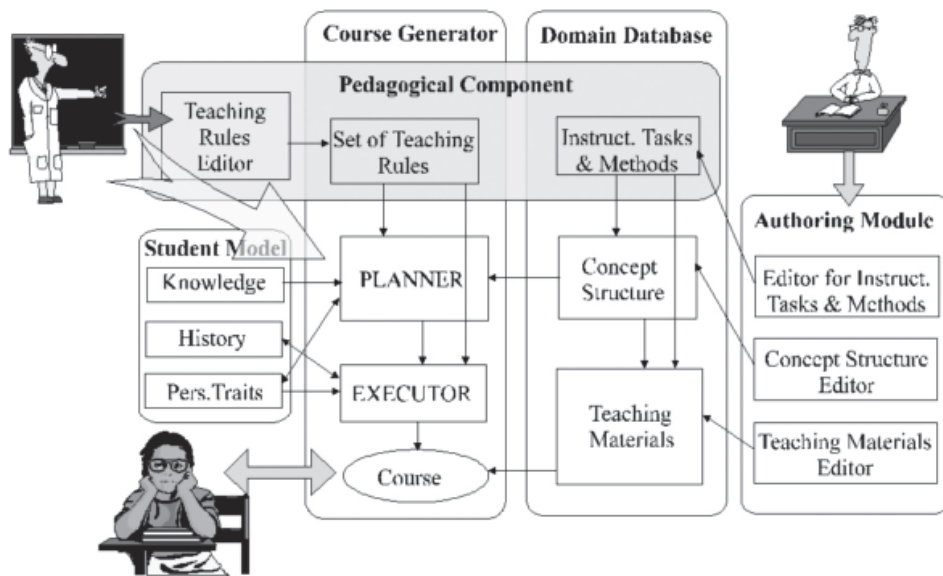 Course Generator
Domain Database
Pedagogical Component
Teaching
Rules
Editor
Set of Teaching
Rules
Instruct. Tasks
& Methods
Authoring Module
Student Model
Knowledge
PLANNER
Concept
Structure
Editor for Instruct.
Tasks & Methods
History
Concept Structure
Editor
Pers.Traits
EXECUTOR
Teaching
Materials
Teaching Materials
Editor
Course